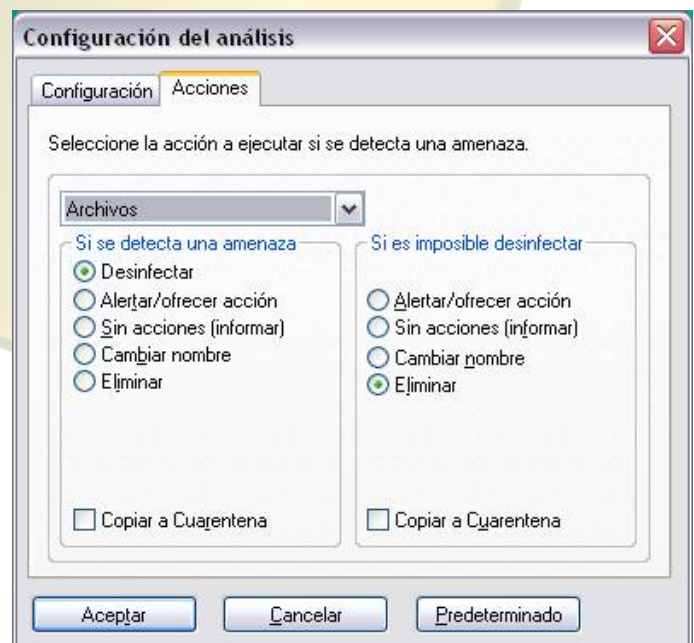 Configuración del análisis
Configuración
Acciones
Seleccione la acción a ejecutar si se detecta una amenaza.
Archivos
Si se detecta una amenaza
Desinfectar
Alertar/ofrecer acción
Sin acciones (informar)
Cambiar nombre
Eliminar
Copiar a Cuarentena
Si es imposible desinfectar
Alertar/ofrecer acción
Sin acciones (informar)
Cambiar nombre
Eliminar
Copiar a Cuarentena
Aceptar
Cancelar
Predeterminado